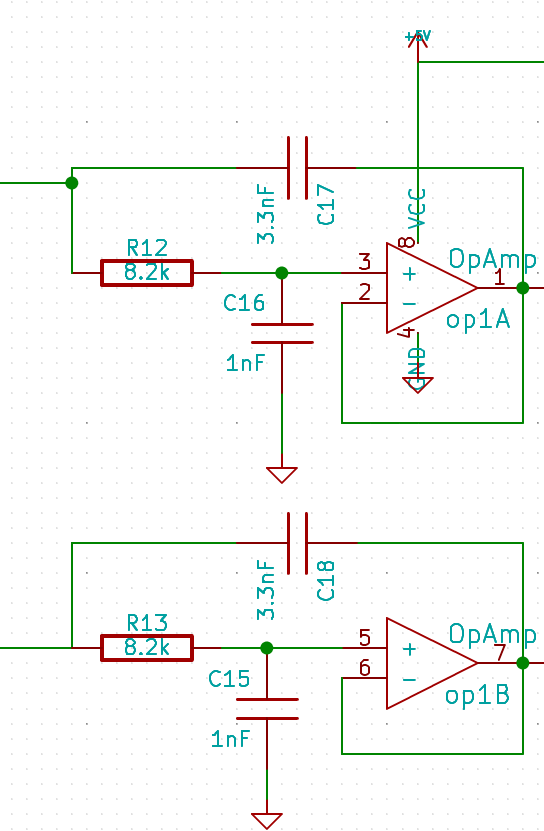 +5V
3.3nF
C17
VCC
8
R12
8.2k
3
OpAmp
1
C16
2
op1A
4
1nF
GND
3.3nF
C18
R13
8.2k
5
OpAmp
7
6
C15
op1B
1nF